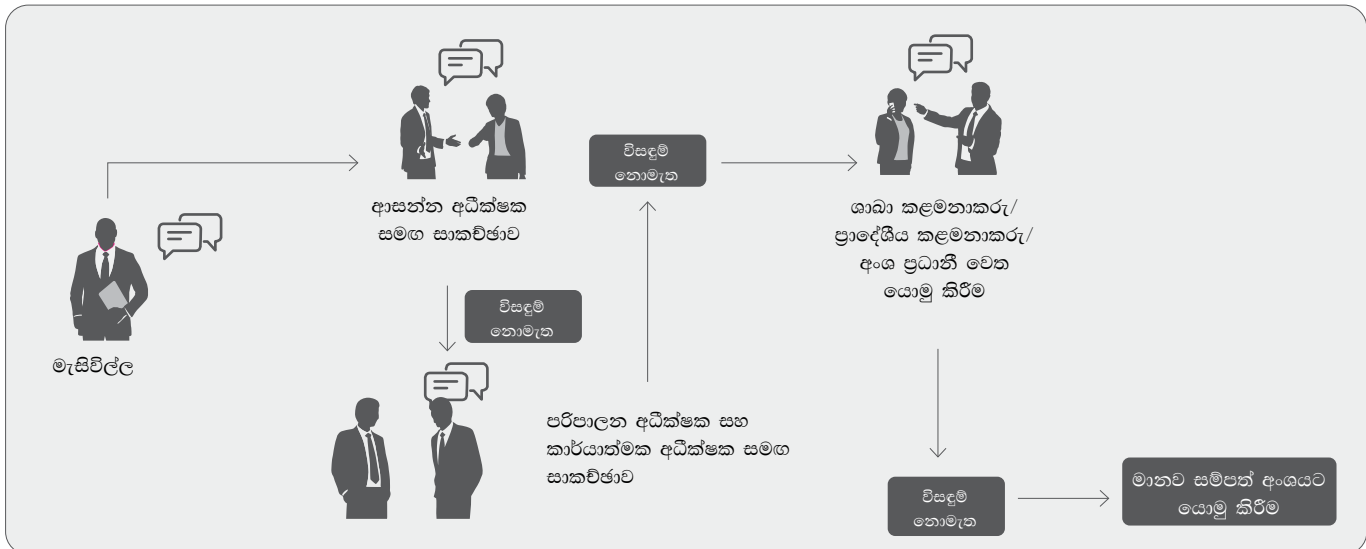 මැසිවිල්ල
ආසන්න අධීක්ෂක
සමඟ සාකච්ඡාව
විසඳුම්
නොමැත
පරිපාලන අධීක්ෂක සහ
කාර්යාත්මක අධීක්ෂක සමඟ
සාකච්ඡාව
විසඳුම්
නොමැත
ශාඛා කළමනාකරු/
ප්‍රාදේශීය කළමනාකරු/
අංශ ප්‍රධානී වෙත
යොමු කිරීම
විසඳුම්
නොමැත
මානව සම්පත් අංශයට
යොමු කිරීම